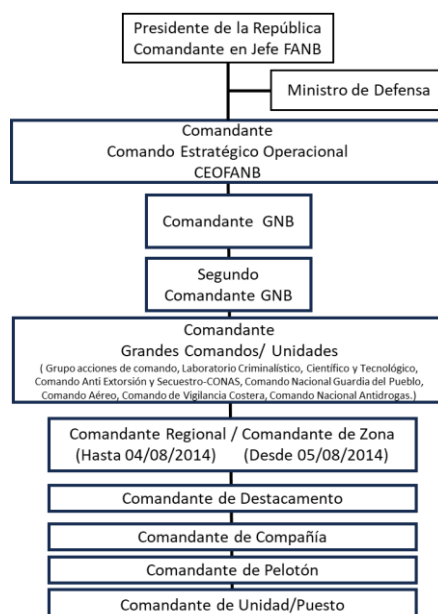 Presidente de la República
Comandante en Jefe FANB
Ministro de Defensa
Comandante
Comando Estratégico Operacional
CEOFANB
Comandante GNB
Segundo
Comandante GNB
Comandante
Grandes Comandos/ Unidades
( Grupo acciones de comando, Laboratorio Criminalístico, Científico y Tecnológico,
Comando Anti Extorsión y Secuestro-CONAS, Comando Nacional Guardia del Pueblo,
Comando Aéreo, Comando de Vigilancia Costera, Comando Nacional Antidrogas.)
Comandante Regional / Comandante de Zona
(Hasta 04/08/2014) (Desde 05/08/2014)
Comandante de Destacamento
Comandante de Compañía
Comandante de Pelotón
Comandante de Unidad/Puesto